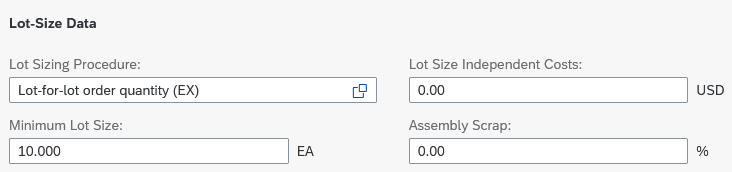 Lot-Size Data
Lot Sizing Procedure:
Lot Size Independent Costs:
Lot-for-lot order quantity (EX)
0.00 USD
Minimum Lot Size:
Assembly Scrap:
10.000 EA
0.00 %